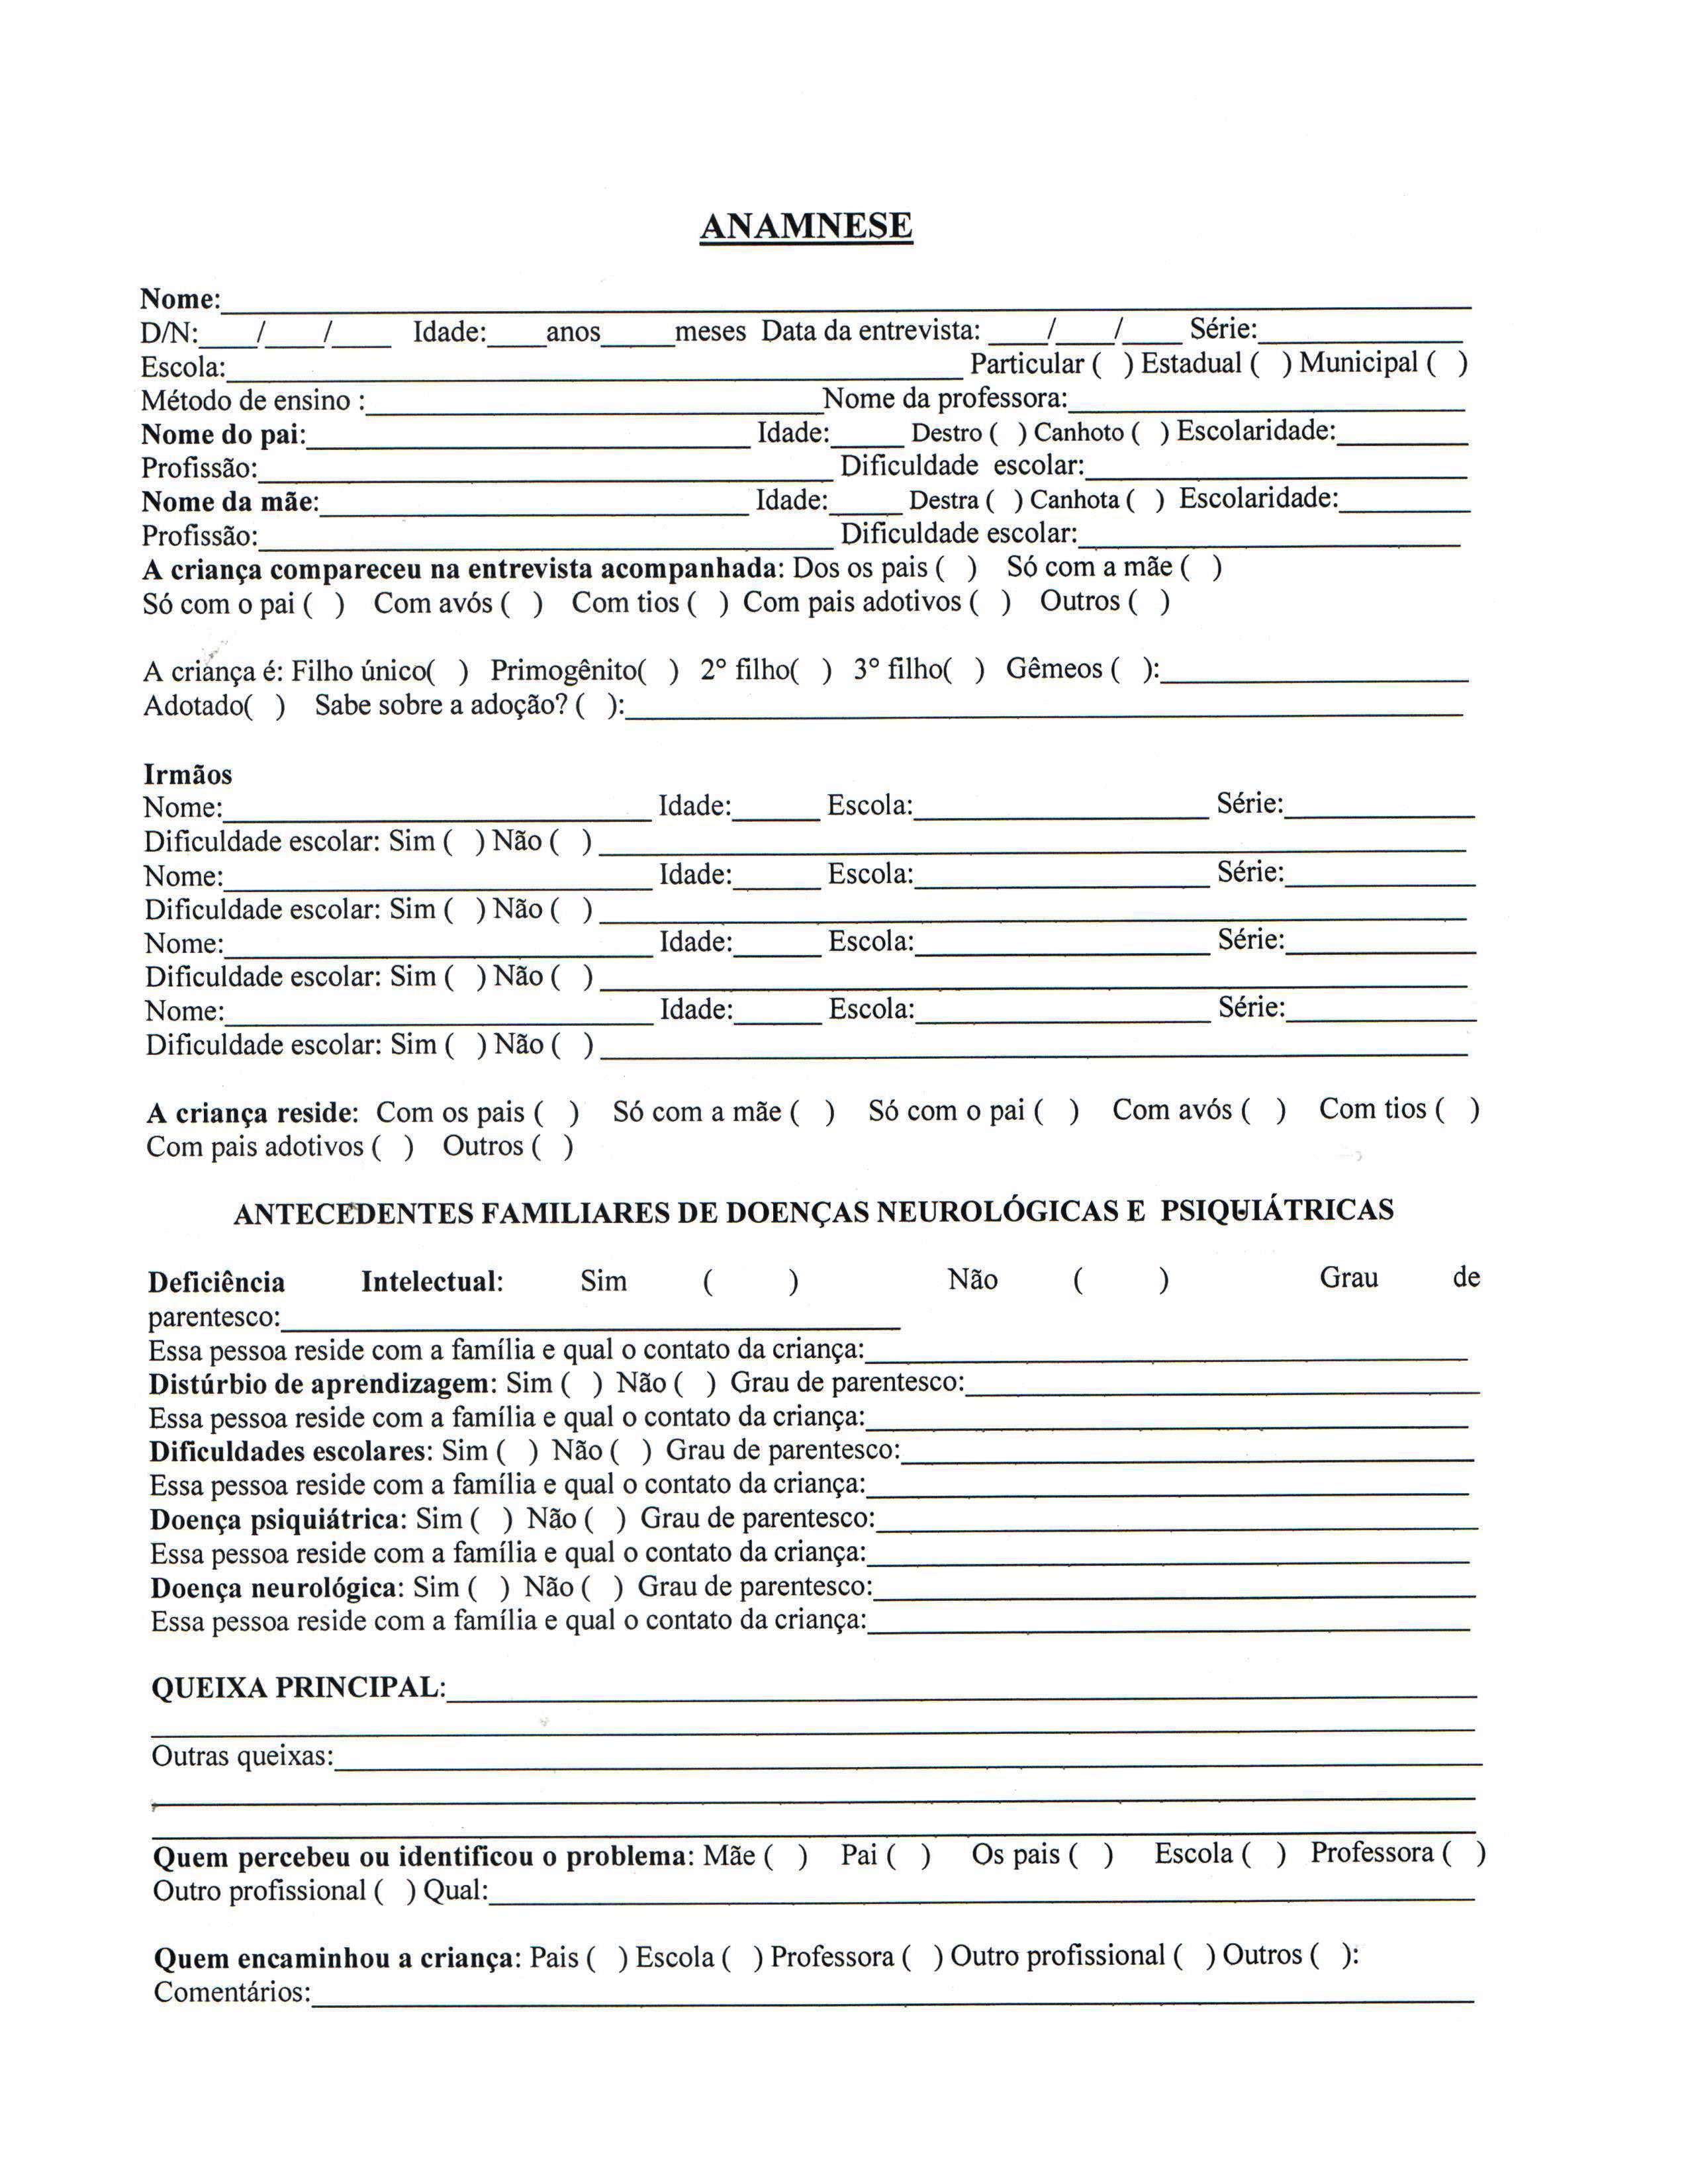 ANAMNESE
Nome:
D/N: / / Idade: anos meses Data da entrevista: / / Série:
Escola: Particular ( ) Estadual ( ) Municipal ( )
Método de ensino : Nome da professora:
Nome do pai: Idade: Destro ( ) Canhoto ( ) Escolaridade:
Profissão: Dificuldade escolar:
Nome da mãe: Idade: Destra ( ) Canhota ( ) Escolaridade:
Profissão: Dificuldade escolar:
A criança compareceu na entrevista acompanhada: Dos os pais ( ) Só com a mãe ( )
Só com o pai ( ) Com avós ( ) Com tios ( ) Com pais adotivos ( ) Outros ( )
A criança é: Filho único( ) Primogênito( ) 2º filho( ) 3º filho( ) Gêmeos ( ):
Adotado( ) Sabe sobre a adoção? ( ):
Irmãos
Nome: Idade: Escola: Série:
Dificuldade escolar: Sim ( ) Não ( )
Nome: Idade: Escola: Série:
Dificuldade escolar: Sim ( ) Não ( )
Nome: Idade: Escola: Série:
Dificuldade escolar: Sim ( ) Não ( )
Nome: Idade: Escola: Série:
Dificuldade escolar: Sim ( ) Não ( )
A criança reside: Com os pais ( ) Só com a mãe ( ) Só com o pai ( ) Com avós ( ) Com tios ( )
Com pais adotivos ( ) Outros ( )
ANTECEDENTES FAMILIARES DE DOENÇAS NEUROLÓGICAS E PSIQUIÁTRICAS
Deficiência Intelectual: Sim ( ) Não ( ) Grau de
parentesco:
Essa pessoa reside com a família e qual o contato da criança:
Distúrbio de aprendizagem: Sim ( ) Não ( ) Grau de parentesco:
Essa pessoa reside com a família e qual o contato da criança:
Dificuldades escolares: Sim ( ) Não ( ) Grau de parentesco:
Essa pessoa reside com a família e qual o contato da criança:
Doença psiquiátrica: Sim ( ) Não ( ) Grau de parentesco:
Essa pessoa reside com a família e qual o contato da criança:
Doença neurológica: Sim ( ) Não ( ) Grau de parentesco:
Essa pessoa reside com a família e qual o contato da criança:
QUEIXA PRINCIPAL:
Outras queixas:
Quem percebeu ou identificou o problema: Mãe ( ) Pai ( ) Os pais ( ) Escola ( ) Professora ( )
Outro profissional ( ) Qual:
Quem encaminhou a criança: Pais ( ) Escola ( ) Professora ( ) Outro profissional ( ) Outros ( ):
Comentários: